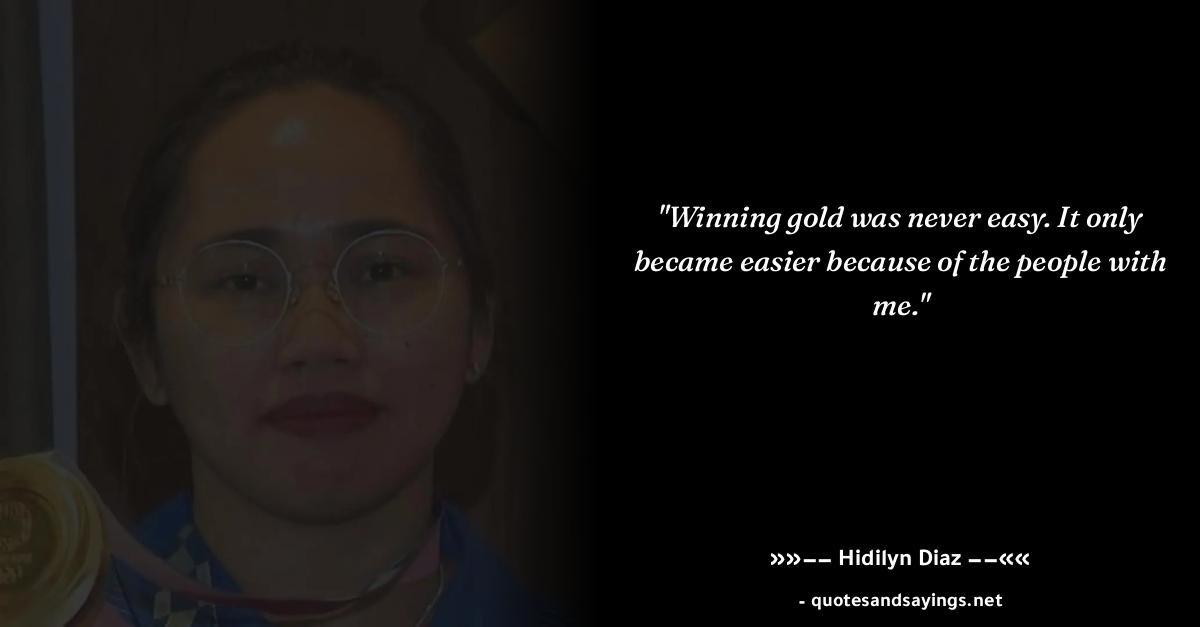 "Winning gold was never easy. It only
became easier because of the people with
me."
»»−− Hidilyn Diaz −−««
- quotesandsayings.net